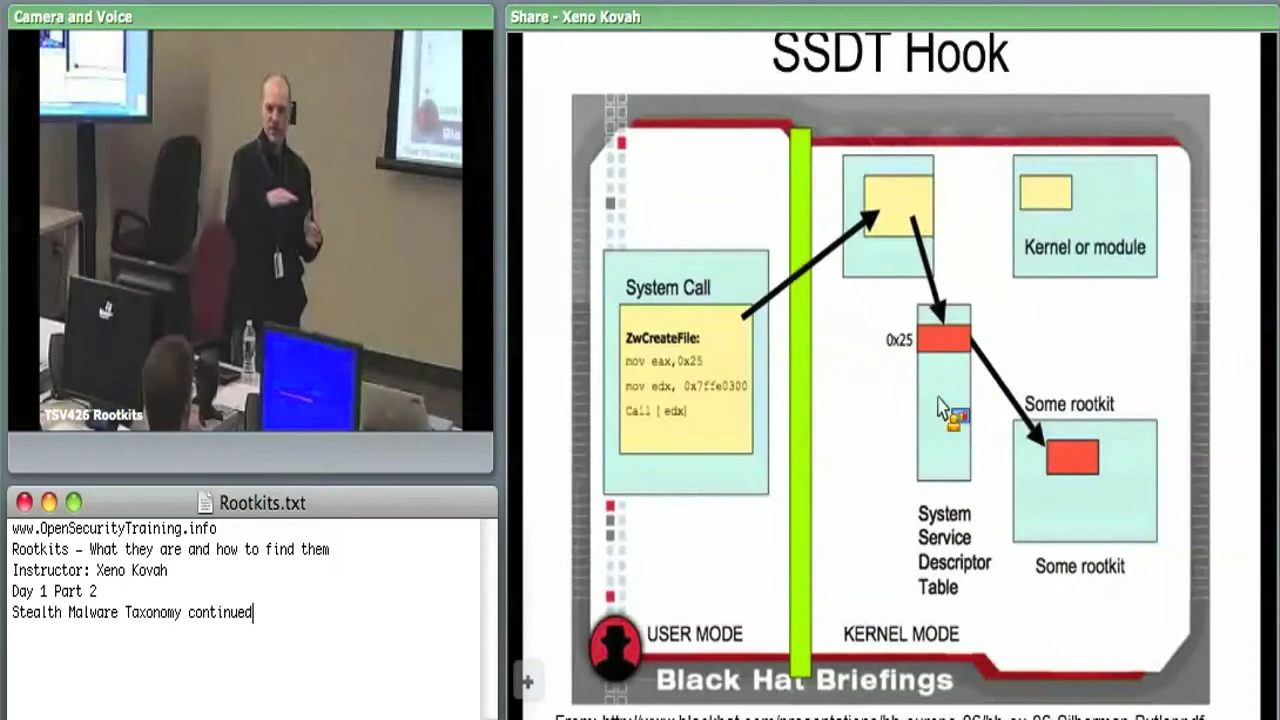 Camera and Voice
TSV426 Rootkits
Rootkits.txt
www.OpenSecurityTraining.info
Rootkits – What they are and how to find them
Instructor: Xeno Kovah
Day 1 Part 2
Stealth Malware Taxonomy continued
Share - Xeno Kovah
SSDT Hook
System Call
ZwCreateFile:
mov eax,0x25
mov edx, 0x7ffe0300
Call [edx]
USER MODE
Kernel or module
0x25
Some rootkit
System
Service
Descriptor
Table
Some rootkit
KERNEL MODE
Black Hat Briefings